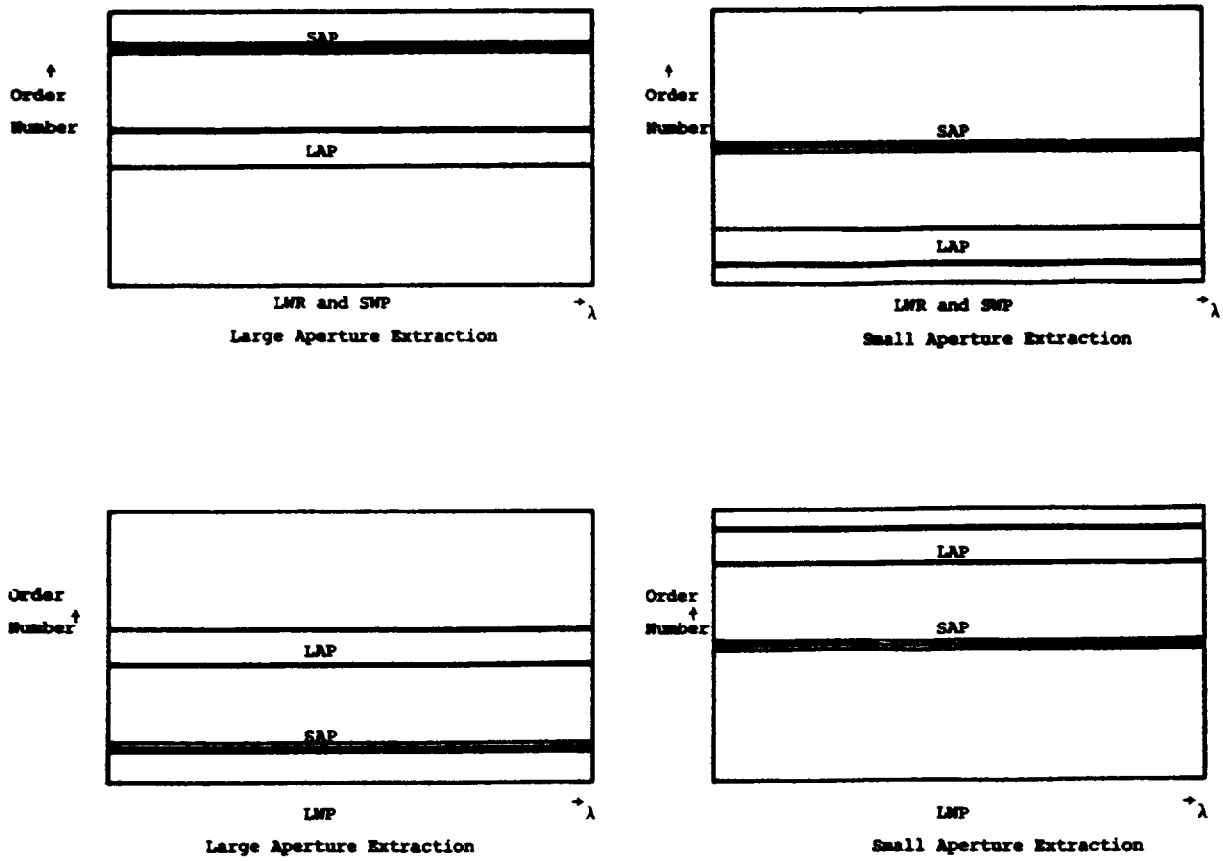 SAP
↑
Order
Number
LAP
LWR and SWP
→ λ
Large Aperture Extraction
↑
Order
Number
SAP
LAP
LWR and SWP
→ λ
Small Aperture Extraction
Order
Number ↑
LAP
SAP
LWP
→ λ
Large Aperture Extraction
LAP
Order
↑
Number
SAP
LWP
→ λ
Small Aperture Extraction